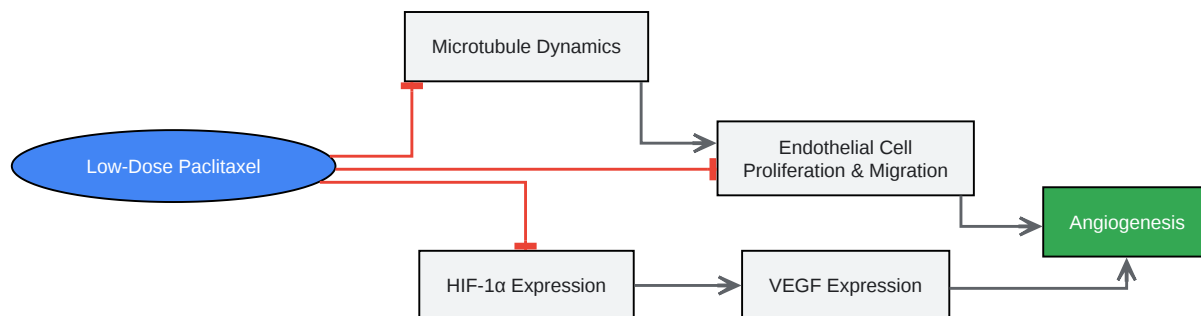 Microtubule Dynamics
Low-Dose Paclitaxel
Endothelial Cell
Proliferation & Migration
Angiogenesis
HIF-1α Expression
VEGF Expression